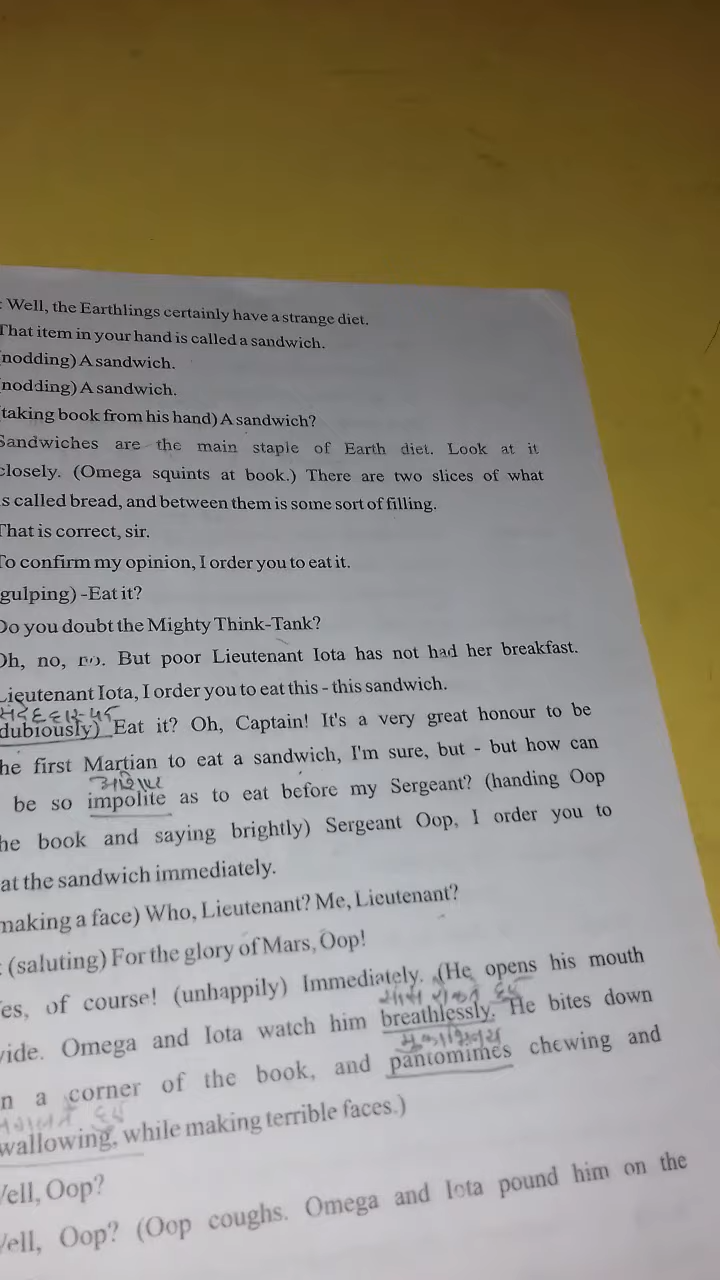 : Well, the Earthlings certainly have a strange diet.
That item in your hand is called a sandwich.
(nodding) A sandwich.
(nodding) A sandwich.
(taking book from his hand) A sandwich?
Sandwiches are the main staple of Earth diet. Look at it
closely. (Omega squints at book.) There are two slices of what
is called bread, and between them is some sort of filling.
That is correct, sir.
To confirm my opinion, I order you to eat it.
(gulping) -Eat it?
Do you doubt the Mighty Think-Tank?
Oh, no, no. But poor Lieutenant Iota has not had her breakfast.
Lieutenant Iota, I order you to eat this - this sandwich.
dubiously) Eat it? Oh, Captain! It's a very great honour to be
he first Martian to eat a sandwich, I'm sure, but - but how can
be so impolite as to eat before my Sergeant? (handing Oop
he book and saying brightly) Sergeant Oop, I order you to
at the sandwich immediately.
making a face) Who, Lieutenant? Me, Lieutenant?
: (saluting) For the glory of Mars, Oop!
es, of course! (unhappily) Immediately. (He opens his mouth
wide. Omega and Iota watch him breathlessly. He bites down
n a corner of the book, and pantomimes chewing and
wallowing, while making terrible faces.)
Well, Oop?
Well, Oop? (Oop coughs. Omega and Iota pound him on the